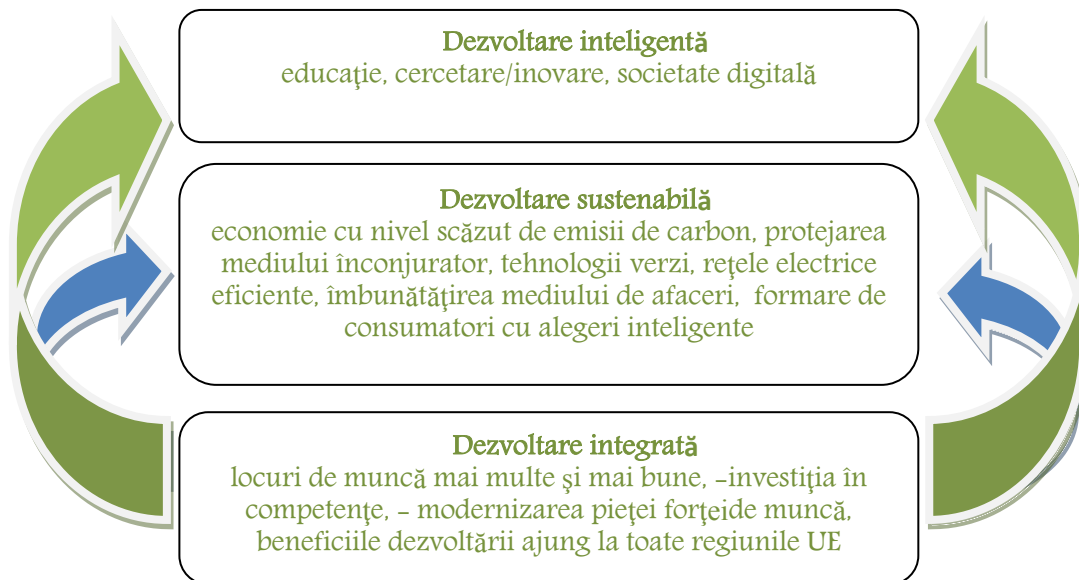 Dezvoltare inteligentă
educaţie, cercetare/inovare, societate digitală
Dezvoltare sustenabilă
economie cu nivel scăzut de emisii de carbon, protejarea
mediului înconjurator, tehnologii verzi, reţele electrice
eficiente, îmbunătăţirea mediului de afaceri, formare de
consumatori cu alegeri inteligente
Dezvoltare integrată
locuri de muncă mai multe şi mai bune, -investiţia în
competenţe, - modernizarea pieţei forţeide muncă,
beneficiile dezvoltării ajung la toate regiunile UE